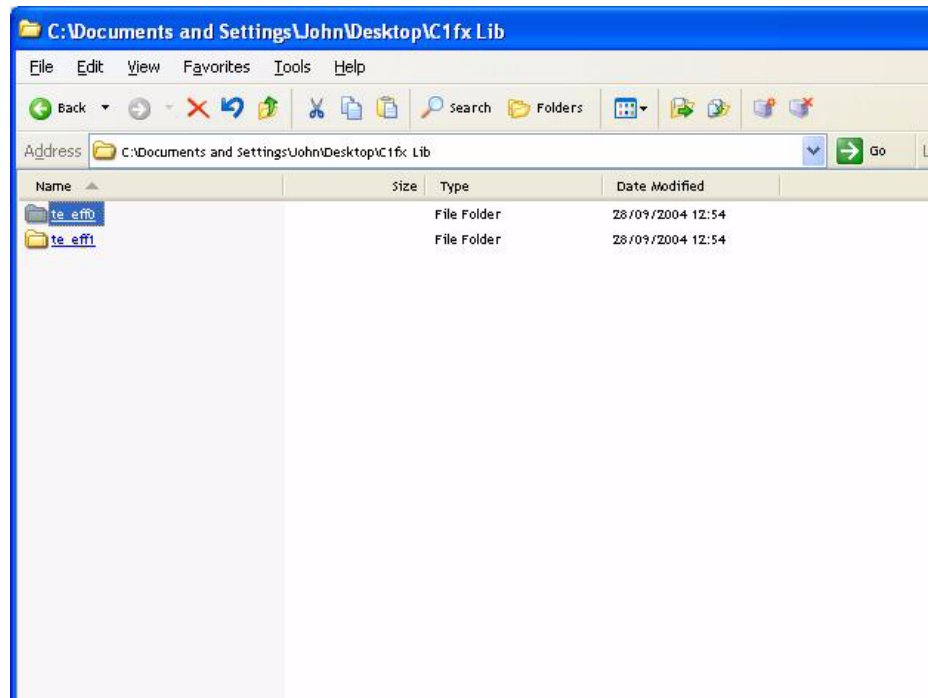 C:\Documents and Settings\John\Desktop\C1fx Lib
File Edit View Favorites Tools Help
Back Search Folders
Address C:\Documents and Settings\John\Desktop\C1fx Lib Go L
Name Size Type Date Modified
te_eff0 File Folder 28/09/2004 12:54
te_eff1 File Folder 28/09/2004 12:54